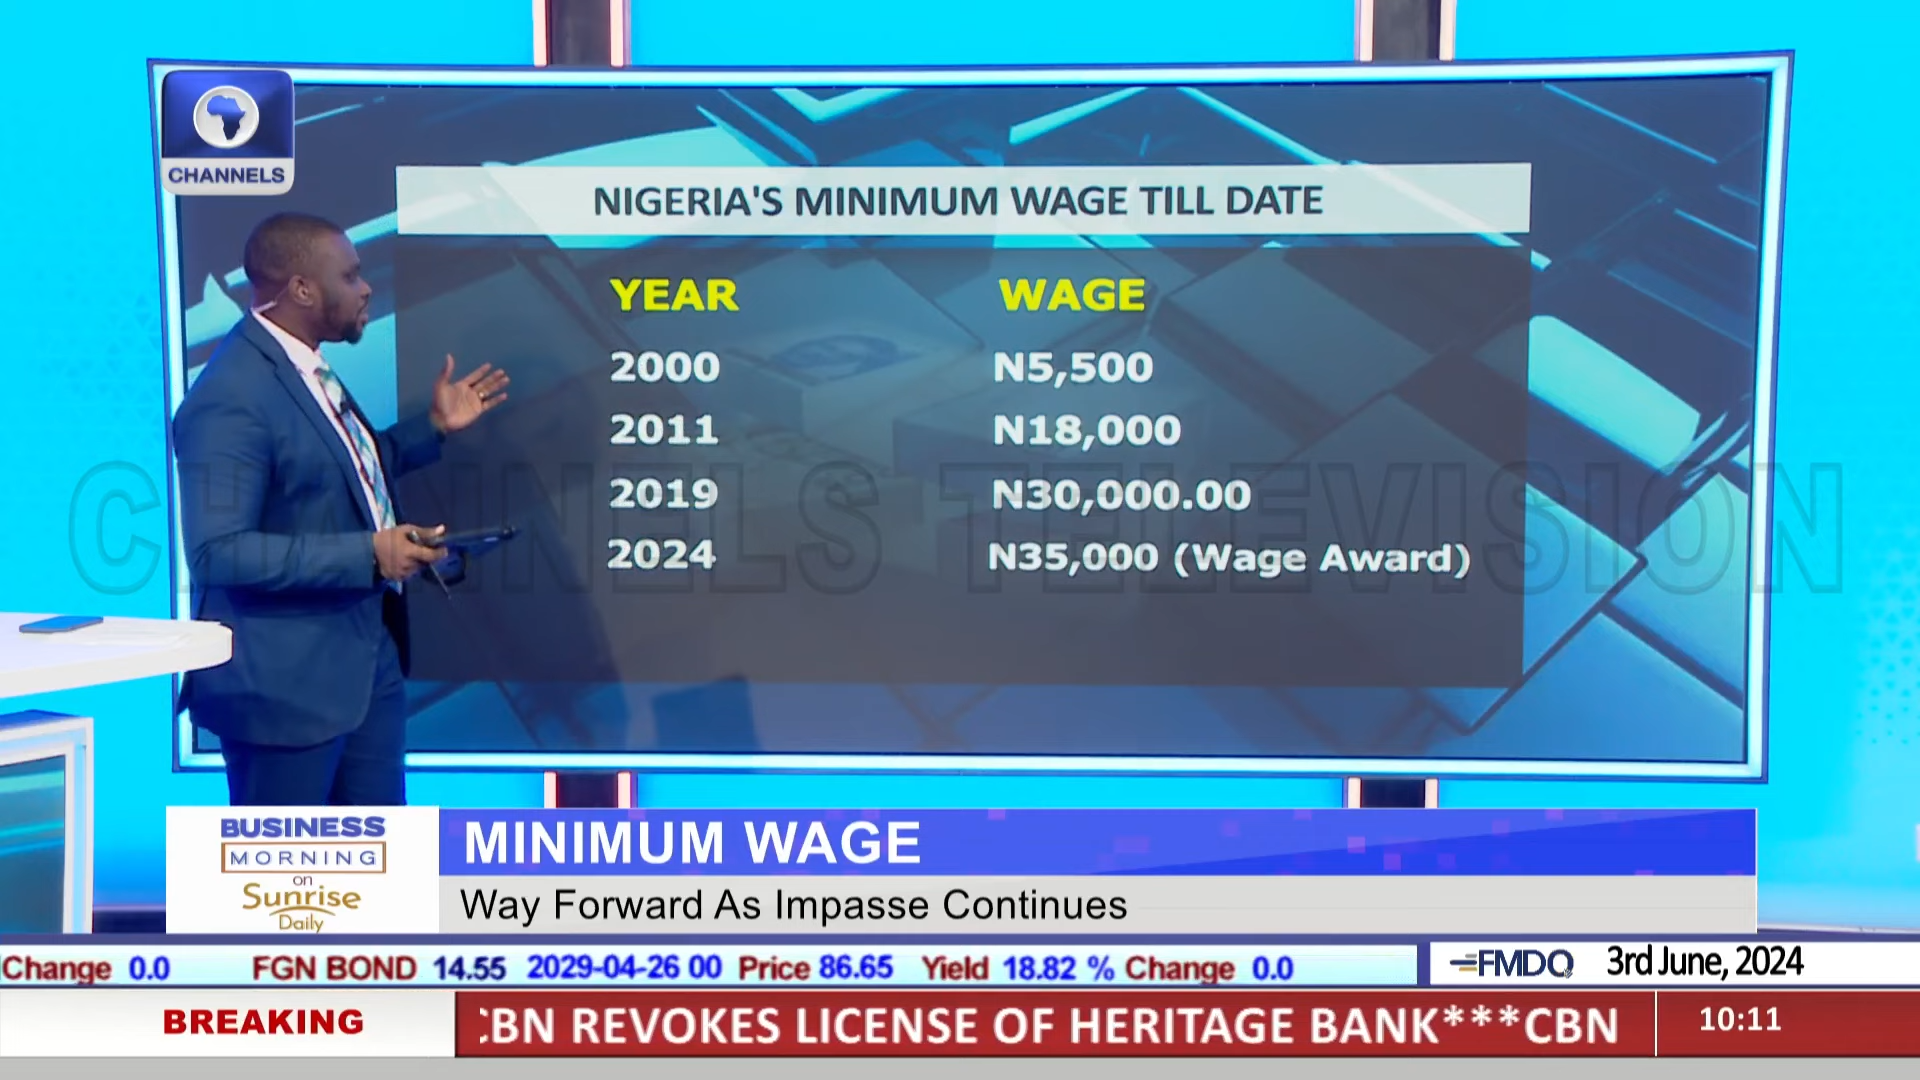 CHANNELS
NIGERIA'S MINIMUM WAGE TILL DATE
YEAR WAGE
2000 N5,500
2011 N18,000
2019 N30,000.00
2024 N35,000 (Wage Award)
CHANNELS TELEVISION
BUSINESS
MORNING
on
Sunrise
Daily
MINIMUM WAGE
Way Forward As Impasse Continues
Change 0.0 FGN BOND 14.55 2029-04-26 00 Price 86.65 Yield 18.82 % Change 0.0
FMDQ 3rd June, 2024
BREAKING
CBN REVOKES LICENSE OF HERITAGE BANK***CBN
10:11